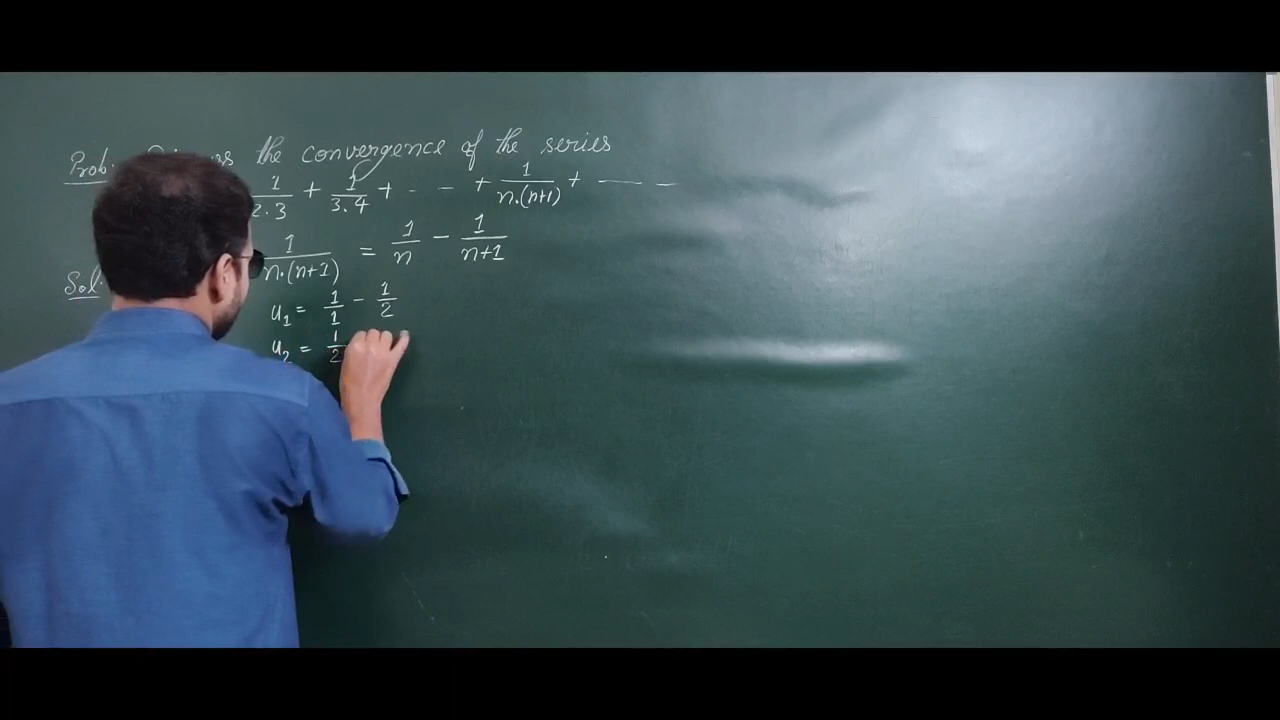 Prob: the convergence of the series
1/2.3 + 1/3.4 + - - - + 1/n.(n+1) + — — —
Sol. 1/n.(n+1) = 1/n - 1/n+1
u₁ = 1/1 - 1/2
u₂ = 1/2